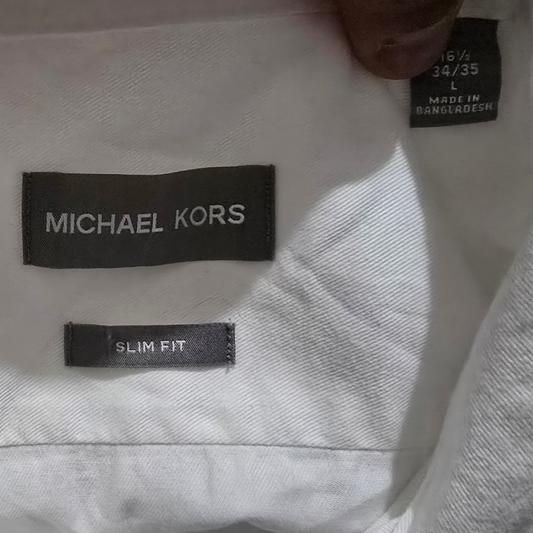 16½
34/35
L
MADE IN
BANGLADESH
MICHAEL KORS
SLIM FIT